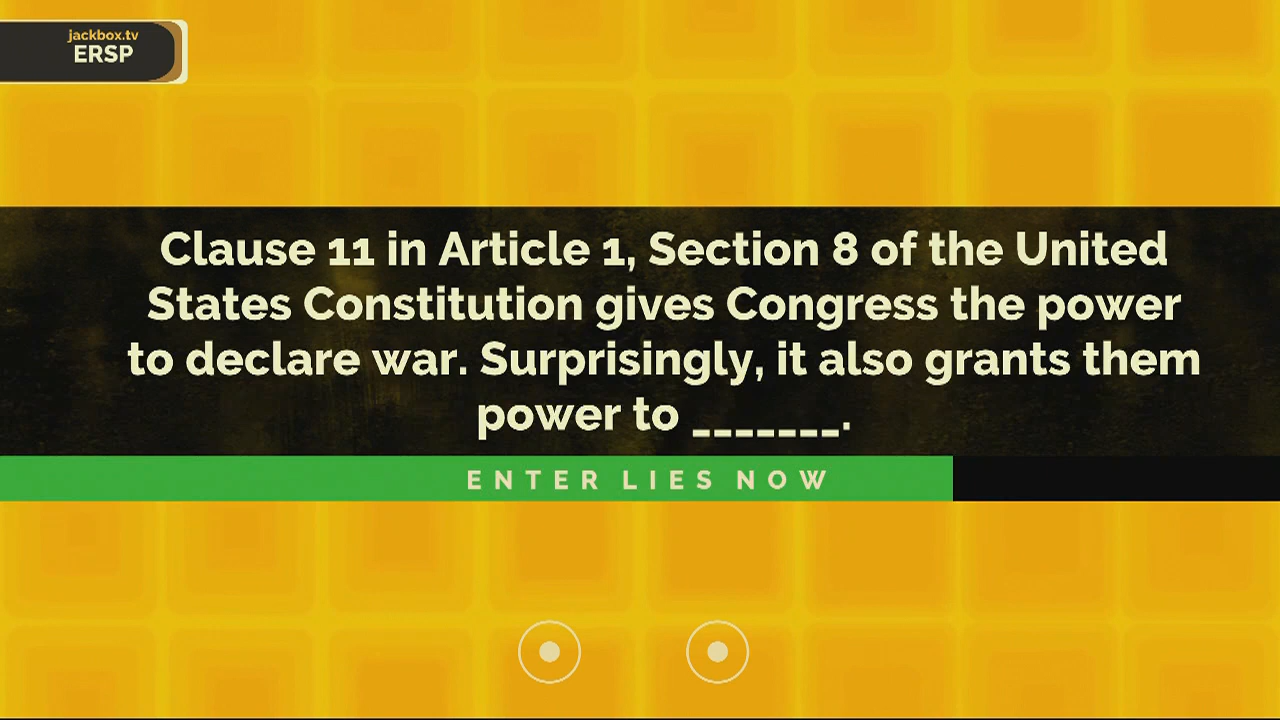 jackbox.tv
ERSP
Clause 11 in Article 1, Section 8 of the United
States Constitution gives Congress the power
to declare war. Surprisingly, it also grants them
power to _______.
ENTER LIES NOW